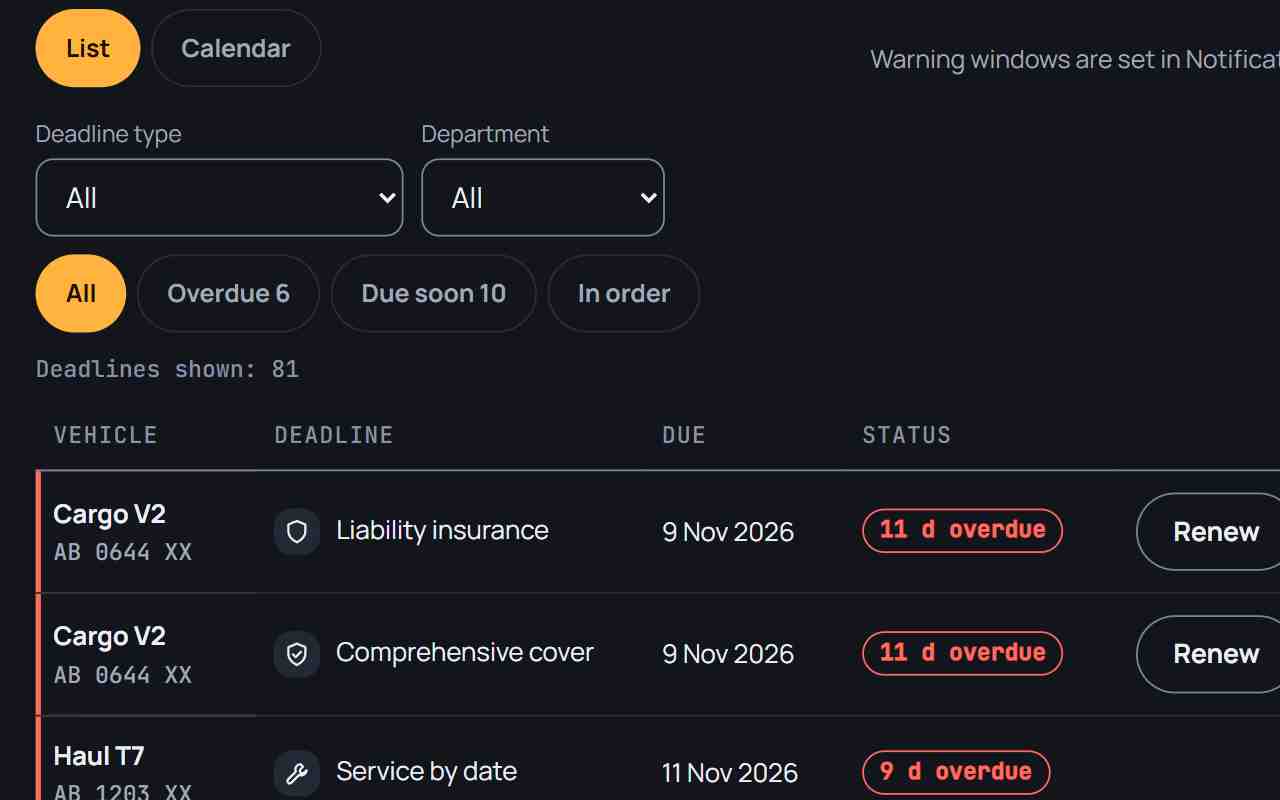 List Calendar
Warning windows are set in Notificat
Deadline type Department
All All
All Overdue 6 Due soon 10 In order
Deadlines shown: 81
VEHICLE DEADLINE DUE STATUS
Cargo V2
AB 0644 XX
Liability insurance 9 Nov 2026 11 d overdue Renew
Cargo V2
AB 0644 XX
Comprehensive cover 9 Nov 2026 11 d overdue Renew
Haul T7
AB 1203 XX
Service by date 11 Nov 2026 9 d overdue